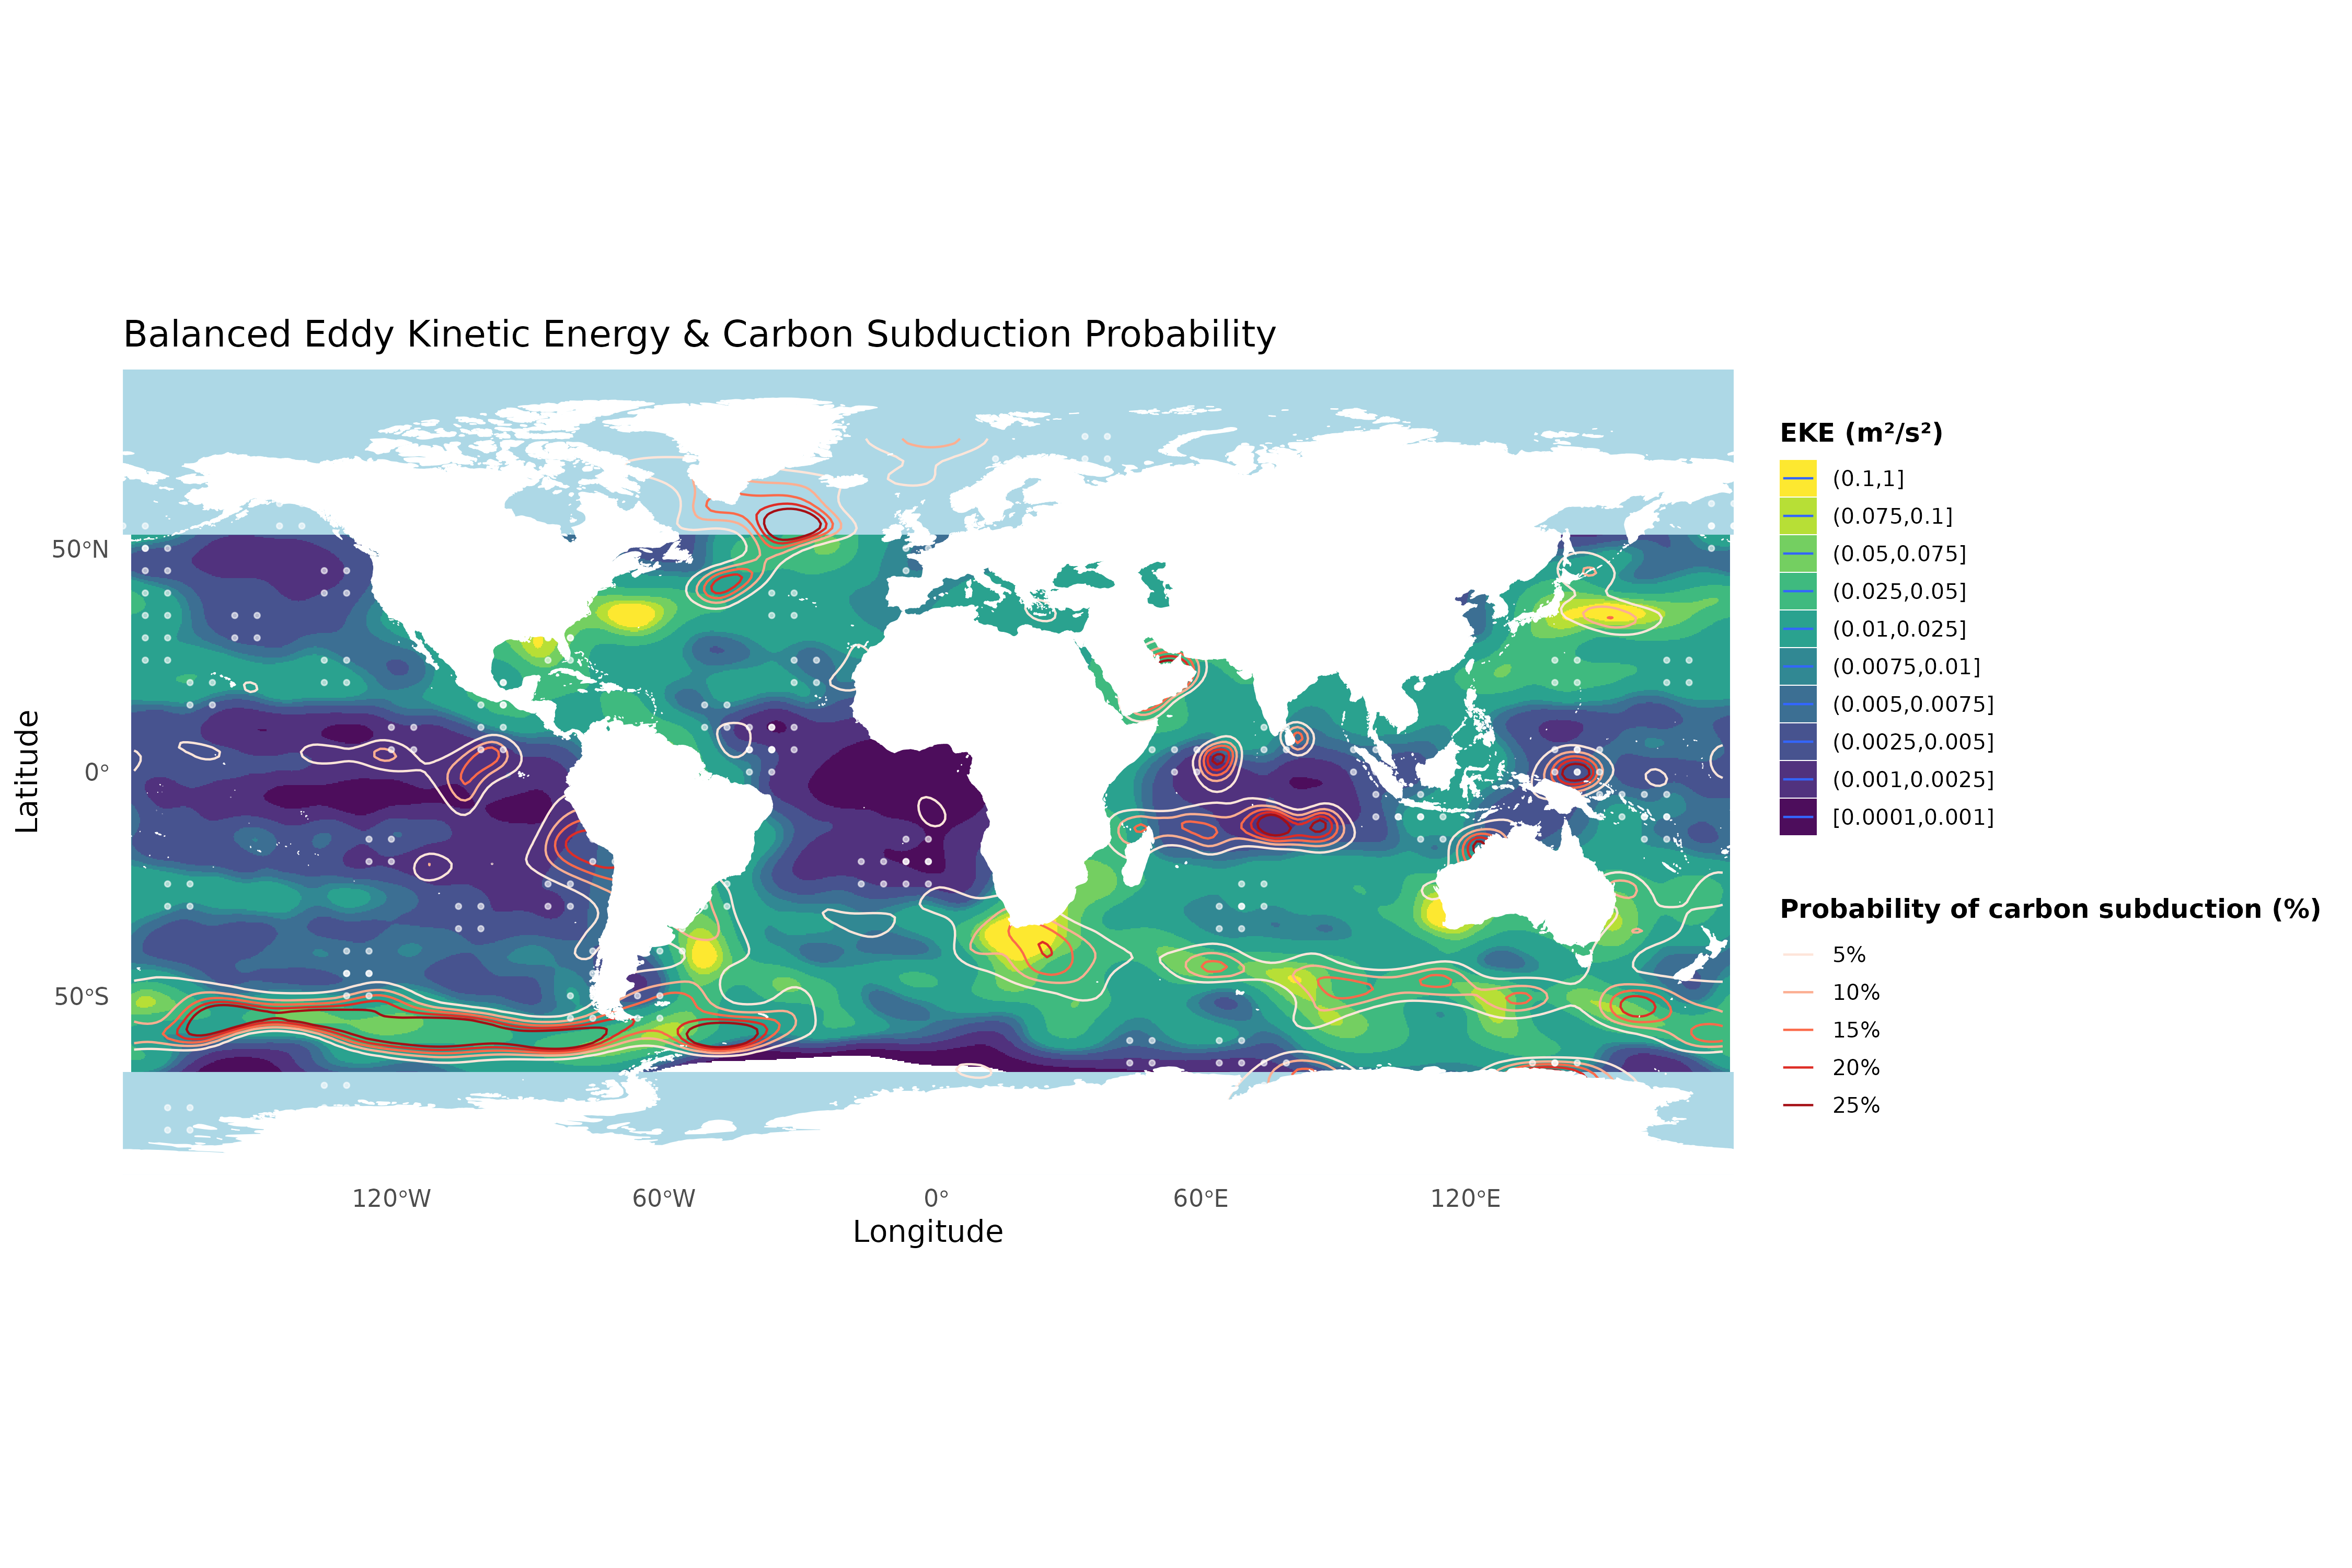 Balanced Eddy Kinetic Energy & Carbon Subduction Probability
Latitude
50°N
0°
50°S
120°W
60°W
0°
60°E
120°E
Longitude
EKE (m²/s²)
(0.1,1]
(0.075,0.1]
(0.05,0.075]
(0.025,0.05]
(0.01,0.025]
(0.0075,0.01]
(0.005,0.0075]
(0.0025,0.005]
(0.001,0.0025]
[0.0001,0.001]
Probability of carbon subduction (%)
5%
10%
15%
20%
25%